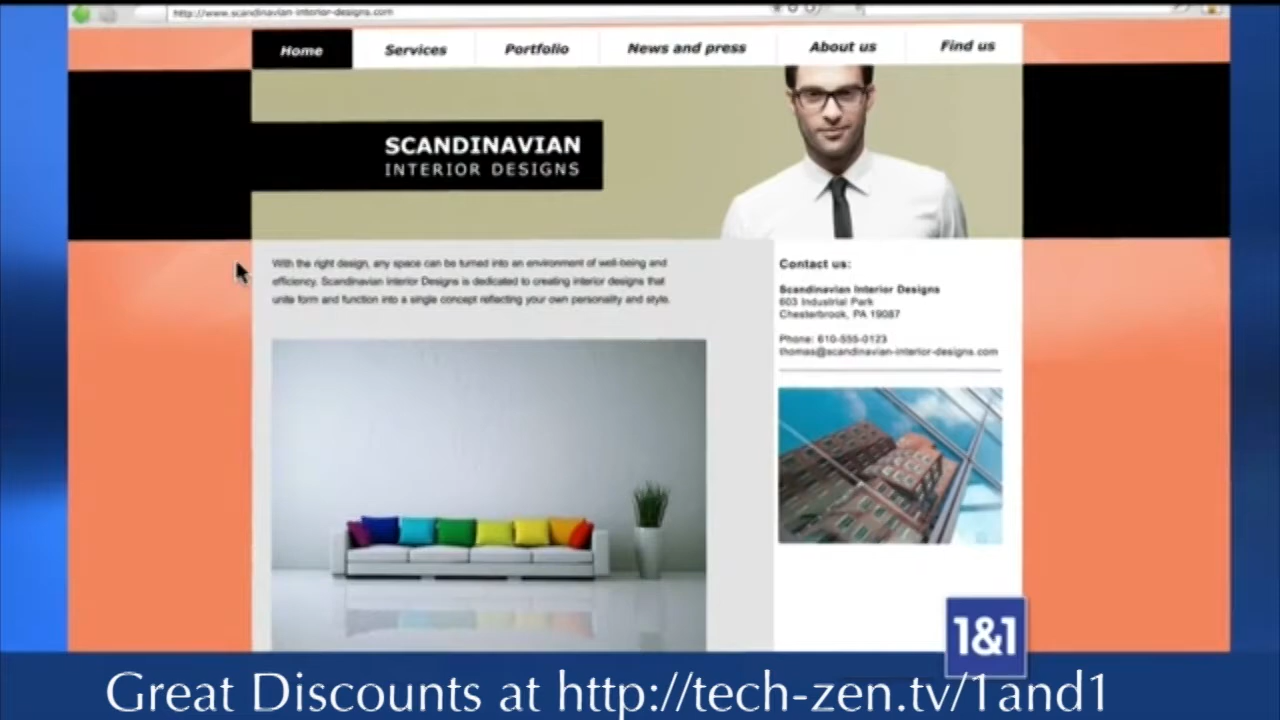 http://www.scandinavian-interior-designs.com
Home
Services
Portfolio
News and press
About us
Find us
SCANDINAVIAN
INTERIOR DESIGNS
With the right design, any space can be turned into an environment of well-being and
efficiency. Scandinavian Interior Designs is dedicated to creating interior designs that
unite form and function into a single concept reflecting your own personality and style.
Contact us:
Scandinavian Interior Designs
603 Industrial Park
Chesterbrook, PA 19087
Phone: 610-555-0123
thomas@scandinavian-interior-designs.com
1&1
Great Discounts at http://tech-zen.tv/1and1